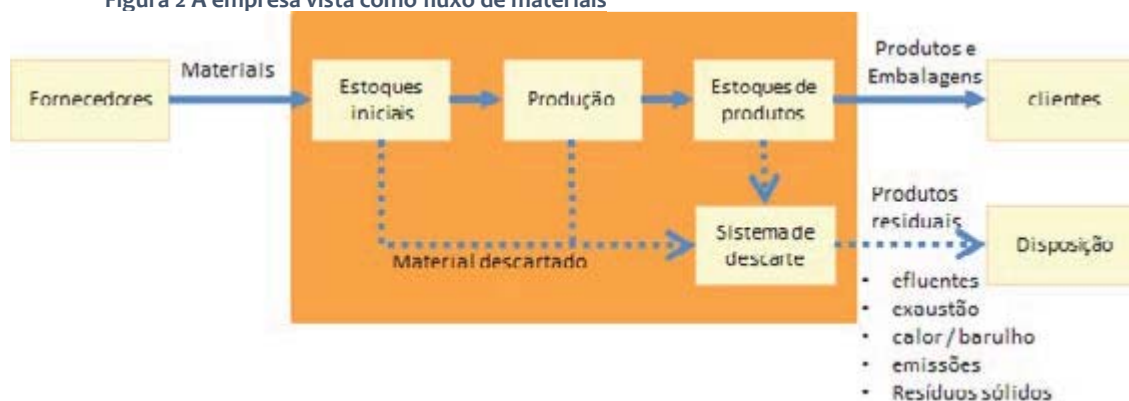 Figura 2 A empresa vista como fluxo de materiais
Fornecedores
Materiais
Estoques
iniciais
Produção
Estoques de
produtos
Produtos e
Embalagens
clientes
Material descartado
Sistema de
descarte
Produtos
residuais
Disposição
• efluentes
• exaustão
• calor / barulho
• emissões
• Resíduos sólidos